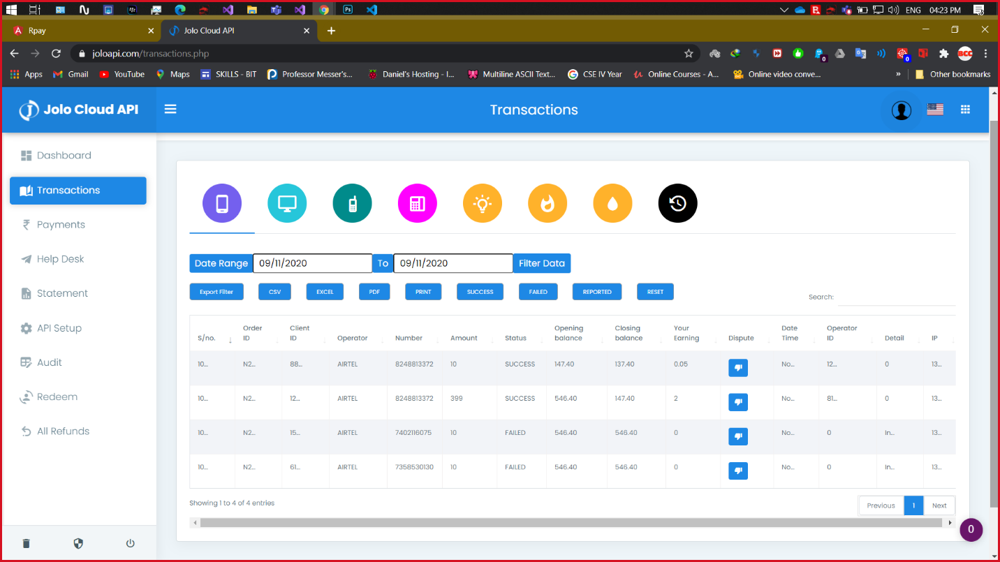 ENG 04:23 PM
Rpay
Jolo Cloud API
joloapi.com/transactions.php
BCC
0 0
Apps Gmail YouTube Maps SKILLS - BIT Professor Messer's... Daniel's Hosting - I... Multiline ASCII Text... CSE IV Year Online Courses - A... Online video conve... » Other bookmarks
Jolo Cloud API
Transactions
Dashboard
Transactions
Payments
Help Desk
Statement
API Setup
Audit
Redeem
All Refunds
Date Range 09/11/2020 To 09/11/2020 Filter Data
Export Filter CSV EXCEL PDF PRINT SUCCESS FAILED REPORTED RESET
Search:
S/no. Order ID Client ID Operator Number Amount Status Opening balance Closing balance Your Earning Dispute Date Time Operator ID Detail IP
10... N2... 88... AIRTEL 8248813372 10 SUCCESS 147.40 137.40 0.05 No... 12... 0 13...
10... N2... 12... AIRTEL 8248813372 399 SUCCESS 546.40 147.40 2 No... 81... 0 13...
10... N2... 15... AIRTEL 7402116075 10 FAILED 546.40 546.40 0 No... 0 In... 13...
10... N2... 61... AIRTEL 7358530130 10 FAILED 546.40 546.40 0 No... 0 In... 13...
Showing 1 to 4 of 4 entries
Previous 1 Next
0